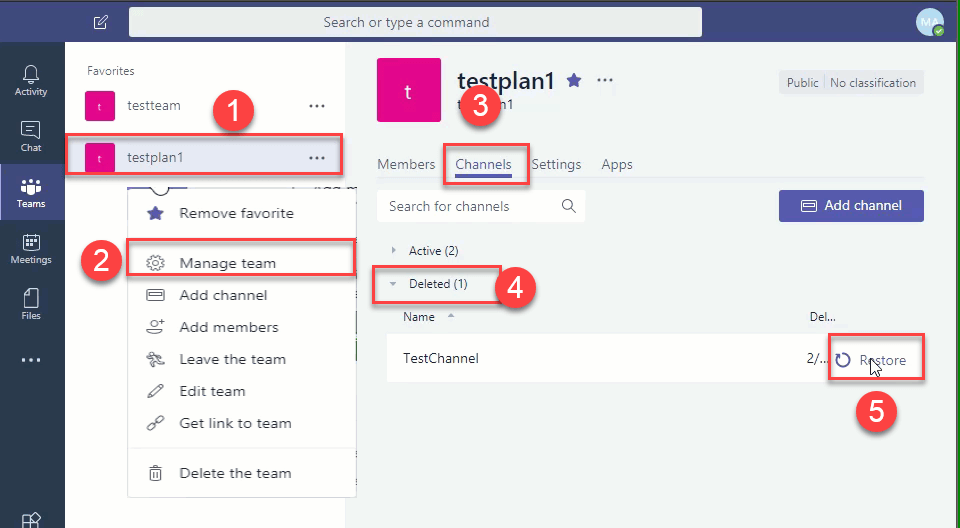 Search or type a command
MA
Activity
Chat
Teams
Meetings
Files
Favorites
t testteam
1
t testplan1
2
Remove favorite
Manage team
Add channel
Add members
Leave the team
Edit team
Get link to team
Delete the team
t
testplan1
3
Public No classification
Members Channels Settings Apps
Search for channels
Add channel
Active (2)
Deleted (1)
4
Name Del...
TestChannel 2/... Restore
5